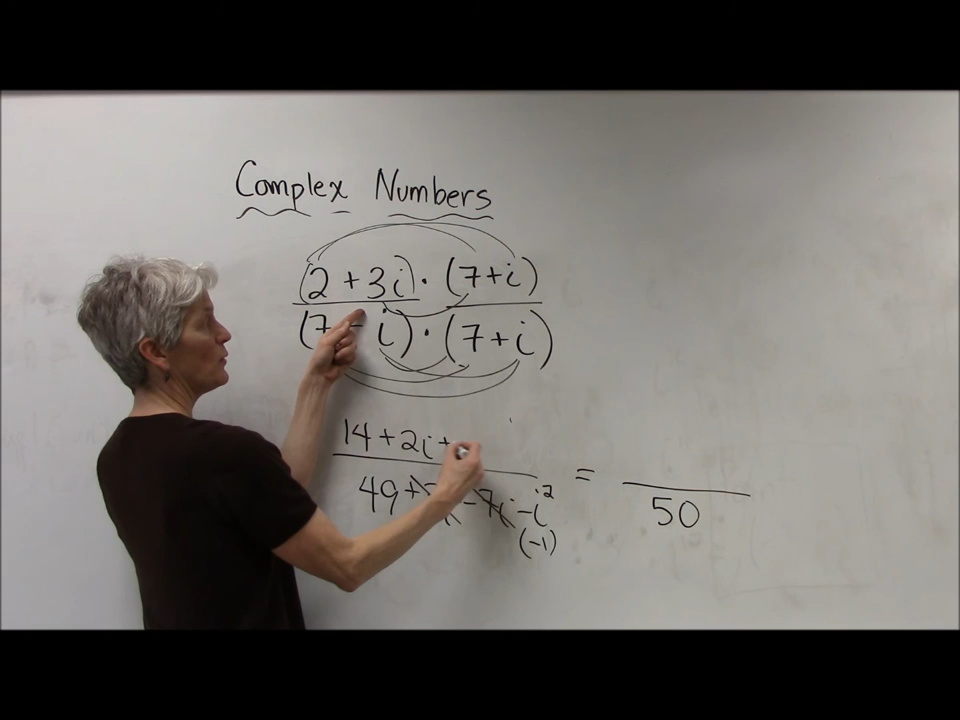 Complex Numbers
(2 + 3i) · (7 + i)
(7 - i) · (7 + i)
14 + 2i +
49 + 7i - 7i - i² =
(-1)
50